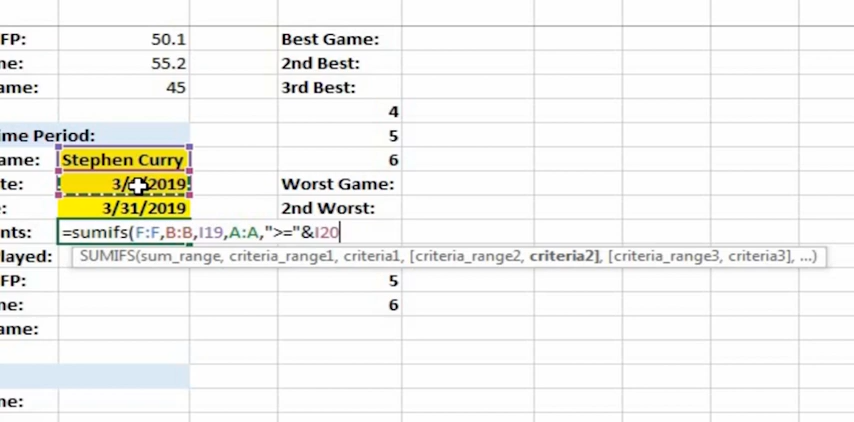 FP: 50.1 Best Game:
me: 55.2 2nd Best:
ame: 45 3rd Best:
4
ime Period: 5
ame: Stephen Curry 6
te: 2019 Worst Game:
e: 3/31/2019 2nd Worst:
nts: =sumifs(F:F,B:B,I19,A:A,">="&I20
layed: SUMIFS(sum_range, criteria_range1, criteria1, [criteria_range2, criteria2], [criteria_range3, criteria3], ...)
FP: 5
me: 6
ame:
me: